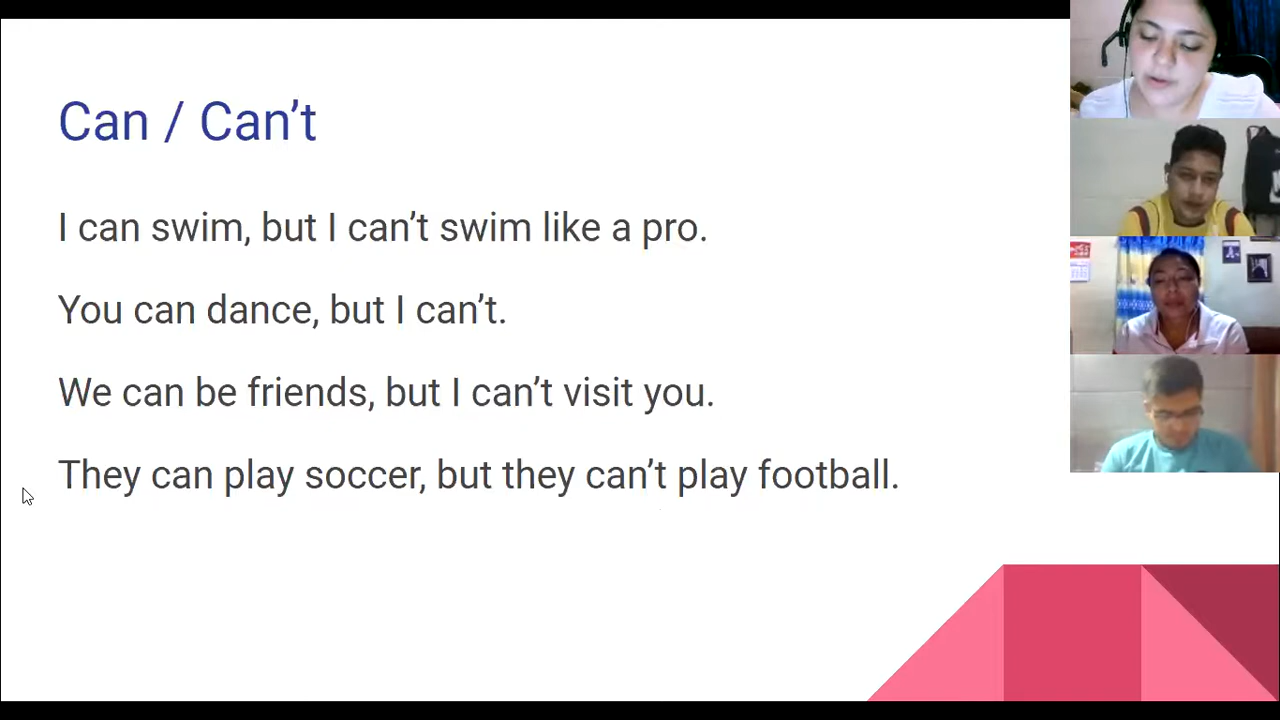 Can / Can’t
I can swim, but I can’t swim like a pro.
You can dance, but I can’t.
We can be friends, but I can’t visit you.
They can play soccer, but they can’t play football.